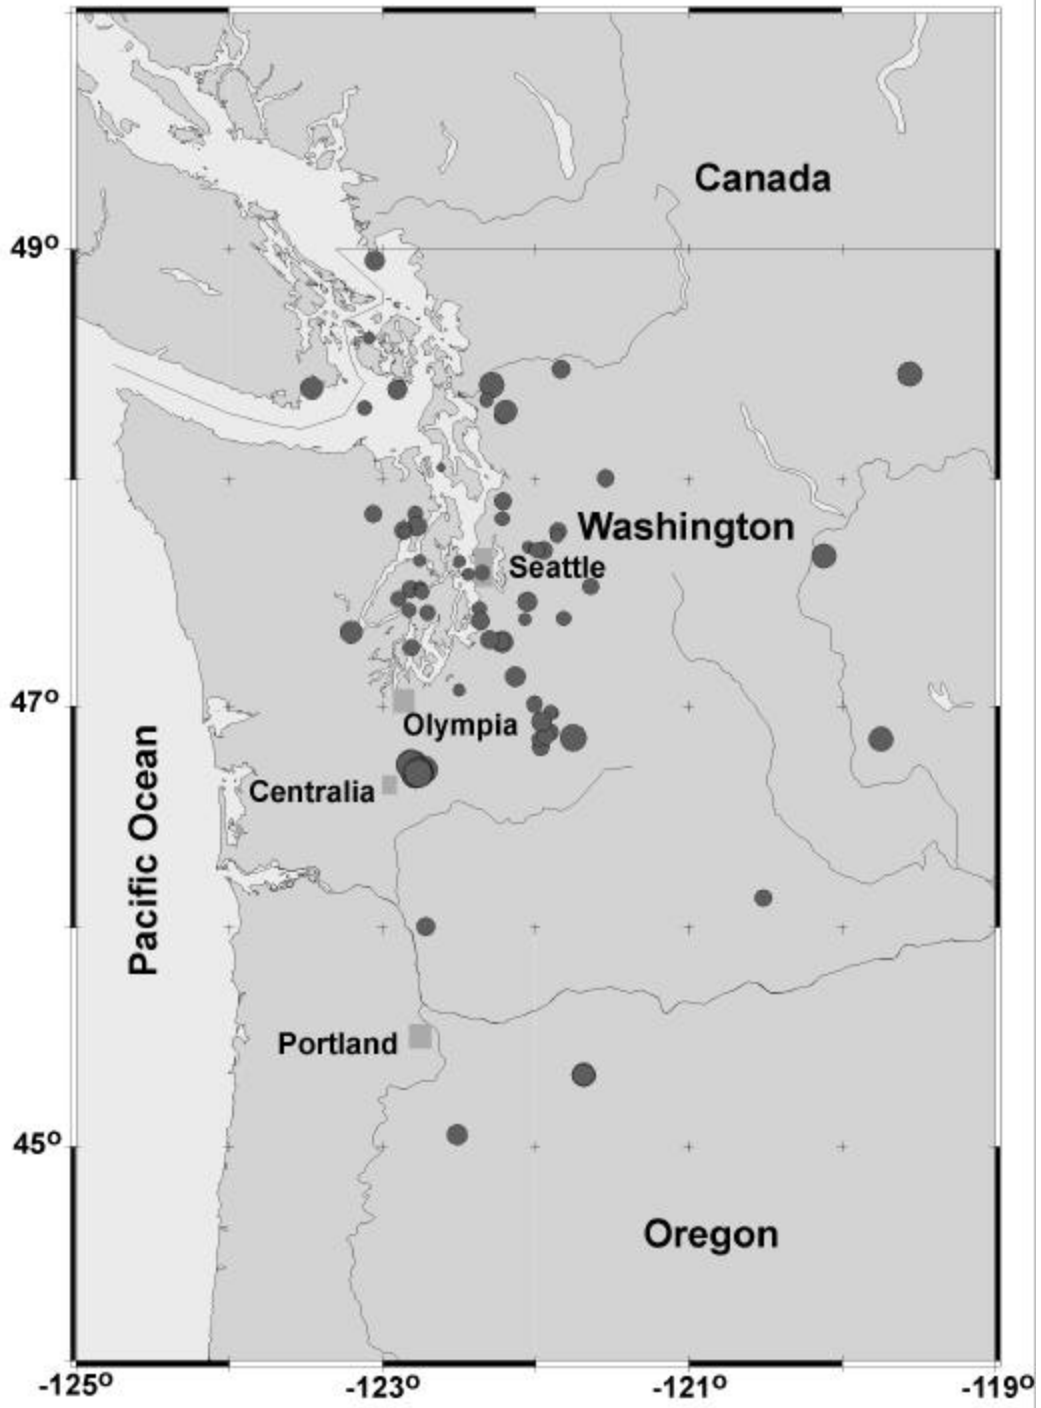 Canada
49°
Washington
Seattle
47°
Olympia
Centralia
Pacific Ocean
Portland
45°
Oregon
-125°
-123°
-121°
-119°